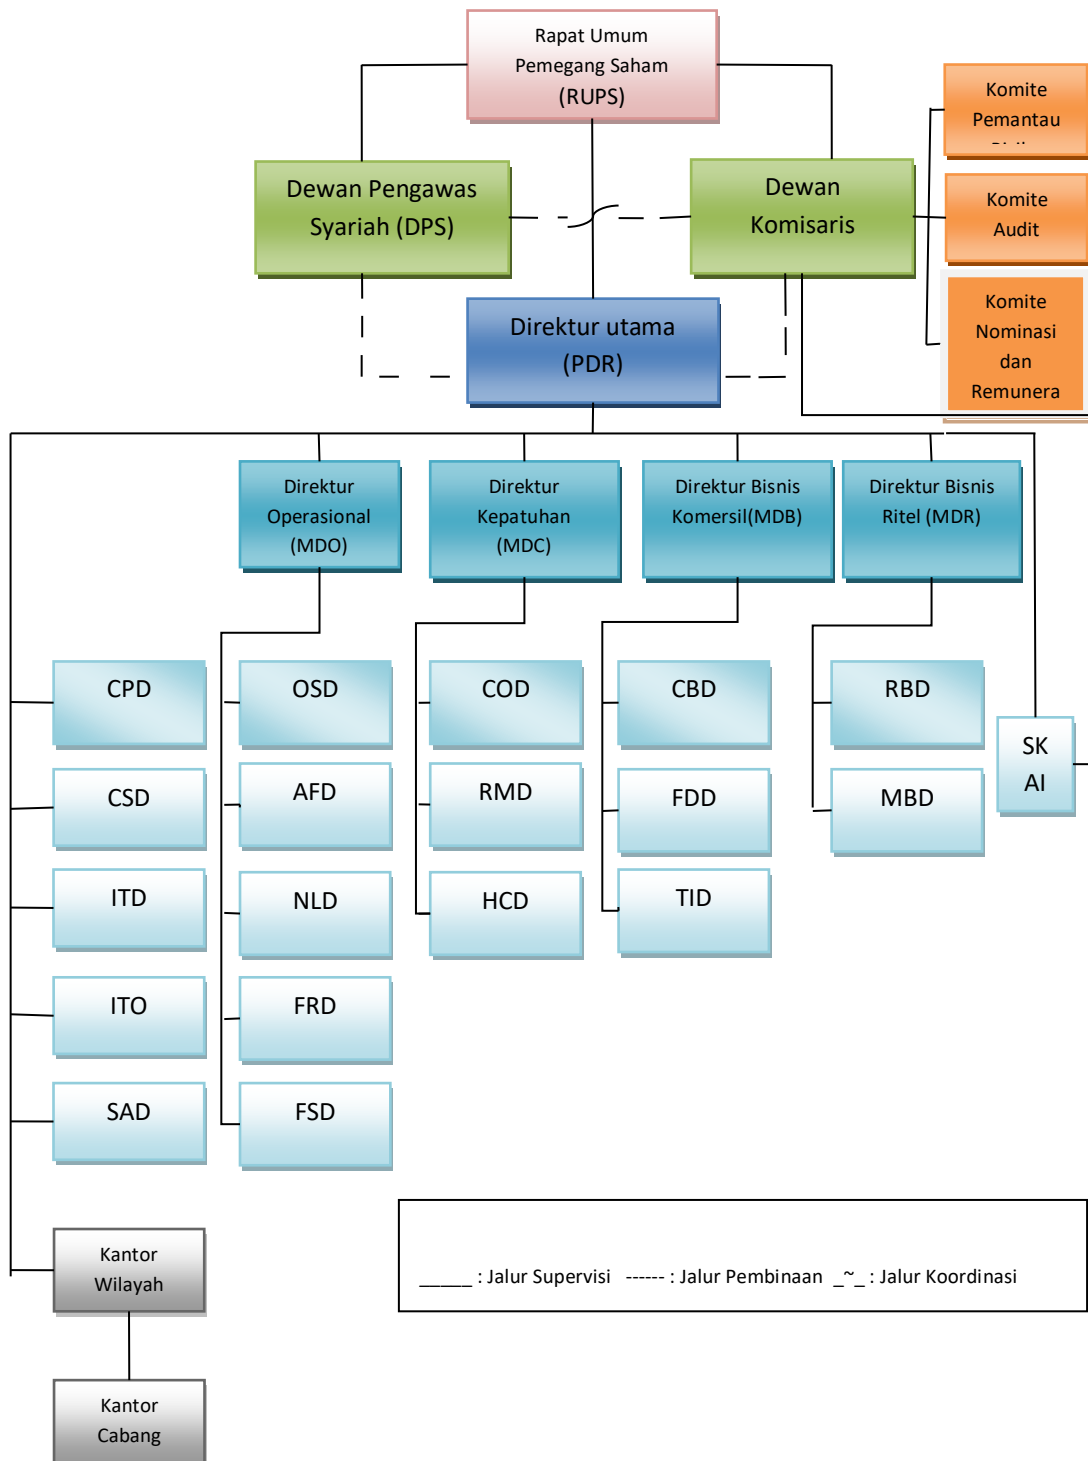 Rapat Umum
Pemegang Saham
(RUPS)
Komite
Pemantau
Dewan Pengawas
Syariah (DPS)
Dewan
Komisaris
Komite
Audit
Direktur utama
(PDR)
Komite
Nominasi
dan
Remunera
Direktur
Operasional
(MDO)
Direktur
Kepatuhan
(MDC)
Direktur Bisnis
Komersil(MDB)
Direktur Bisnis
Ritel (MDR)
CPD
OSD
COD
CBD
RBD
SK
AI
CSD
AFD
RMD
FDD
MBD
ITD
NLD
HCD
TID
ITO
FRD
SAD
FSD
_____ : Jalur Supervisi ------ : Jalur Pembinaan _~_ : Jalur Koordinasi
Kantor
Wilayah
Kantor
Cabang